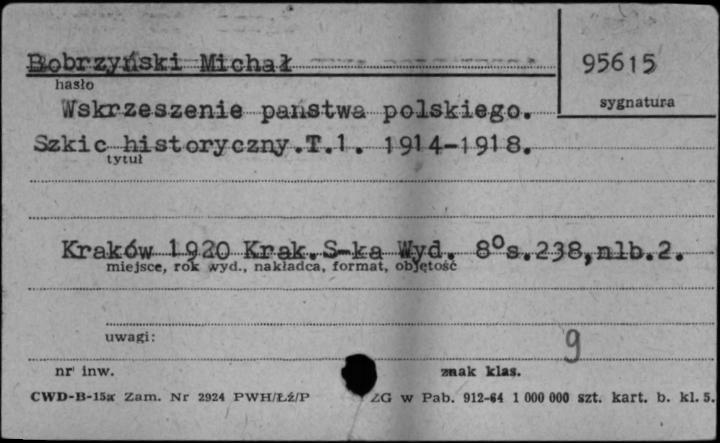 Bobrzyński Michał
95615
hasło
sygnatura
Wskrzeszenie państwa polskiego.
Szkic historyczny.T.1. 1914-1918.
tytuł
Kraków 1920 Krak.S-ka Wyd. 8°s.238,nlb.2.
miejsce, rok wyd., nakładca, format, objętość
uwagi:
9
nr inw.
znak klas.
CWD-B-15a Zam. Nr 2924 PWH/Łź/P ZG w Pab. 912-64 1 000 000 szt. kart. b. kl. 5.